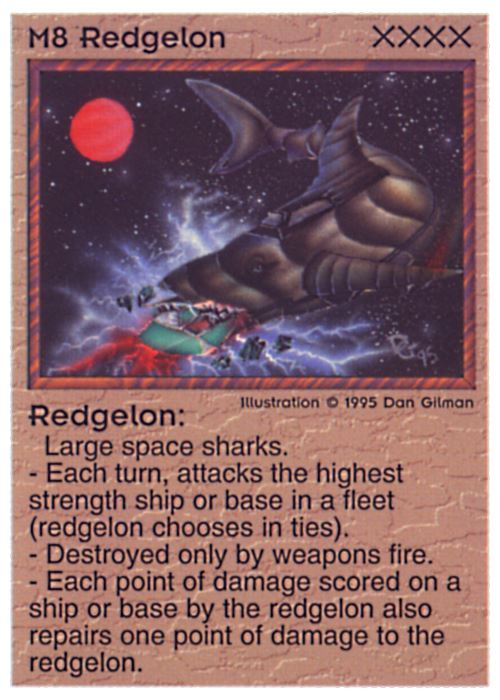 M8 Redgelon XXXX
Illustration © 1995 Dan Gilman
Redgelon:
Large space sharks.
- Each turn, attacks the highest
strength ship or base in a fleet
(redgelon chooses in ties).
- Destroyed only by weapons fire.
- Each point of damage scored on a
ship or base by the redgelon also
repairs one point of damage to the
redgelon.